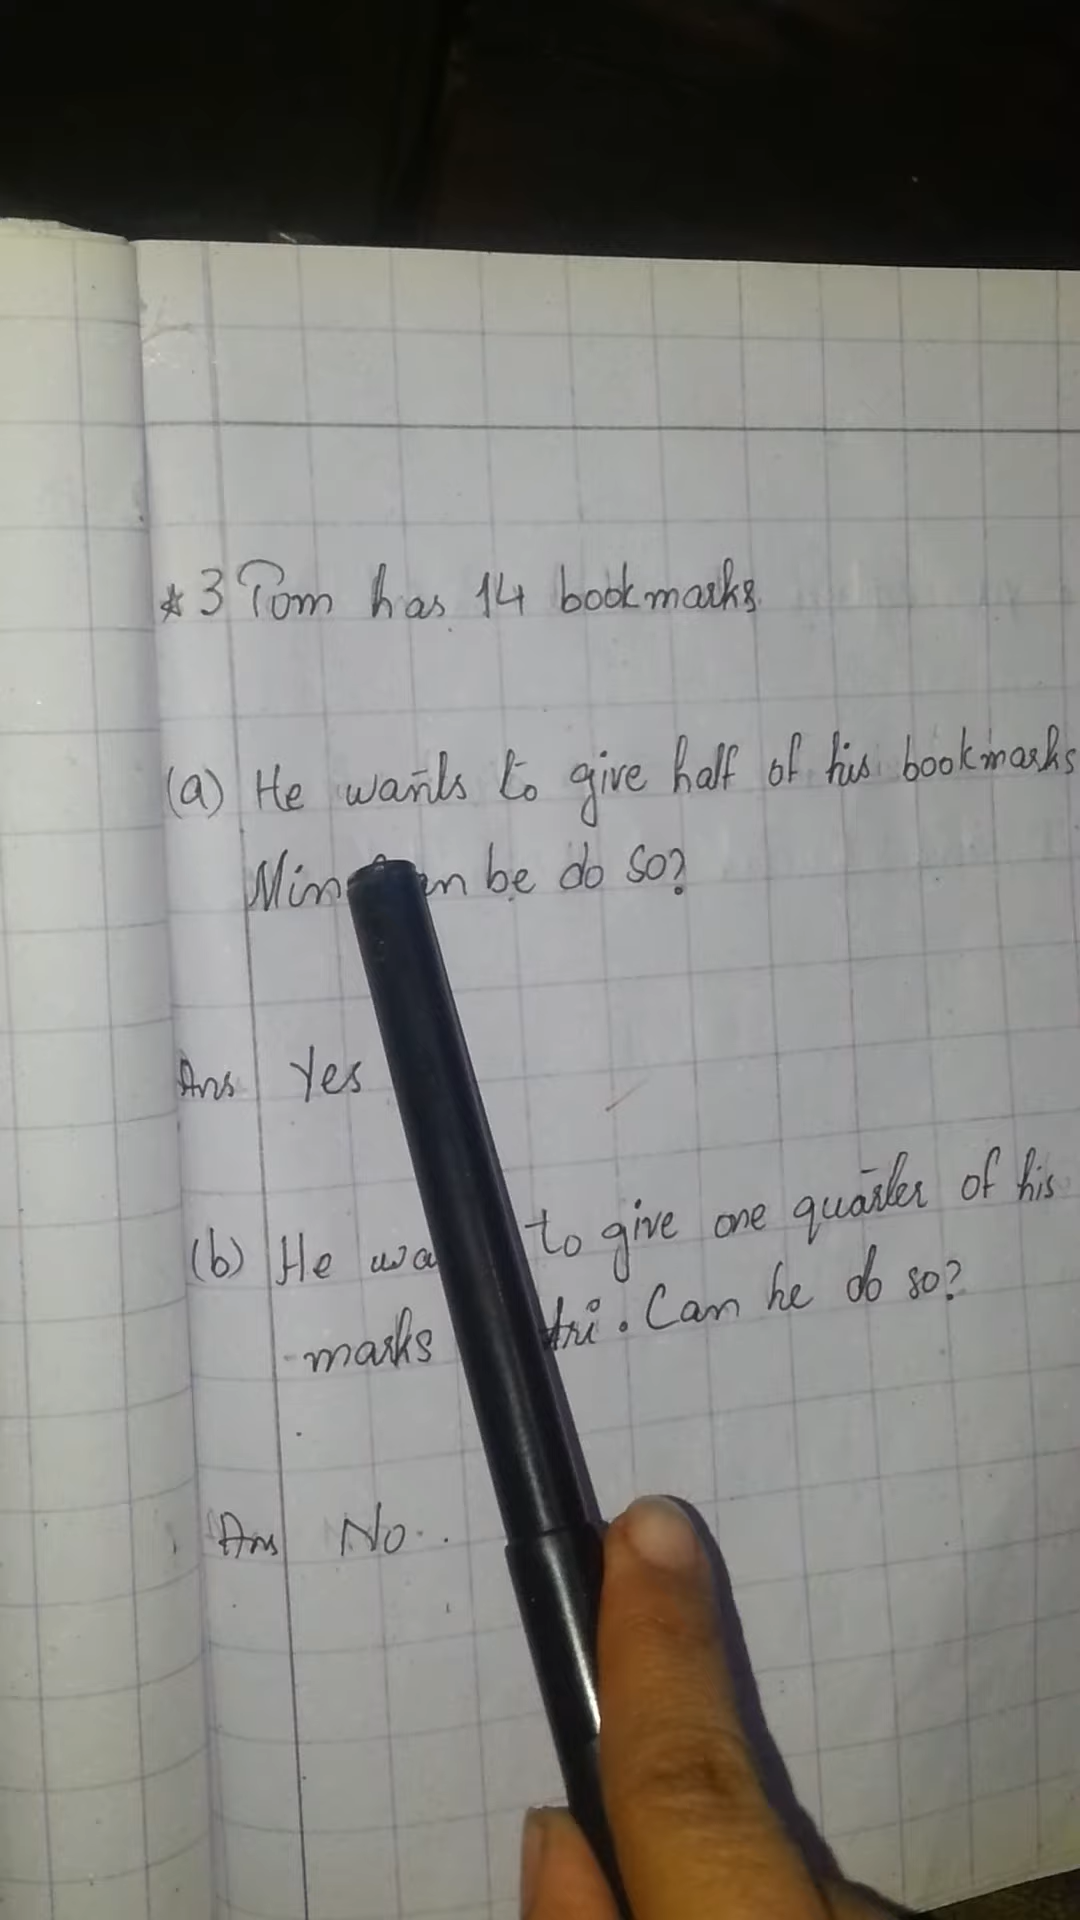 * 3 Tom has 14 bookmarks.
(a) He wants to give half of his bookmarks
be do so?
Ans Yes
(b) He to give one quarter of his
marks Can he do so?
Ans No.